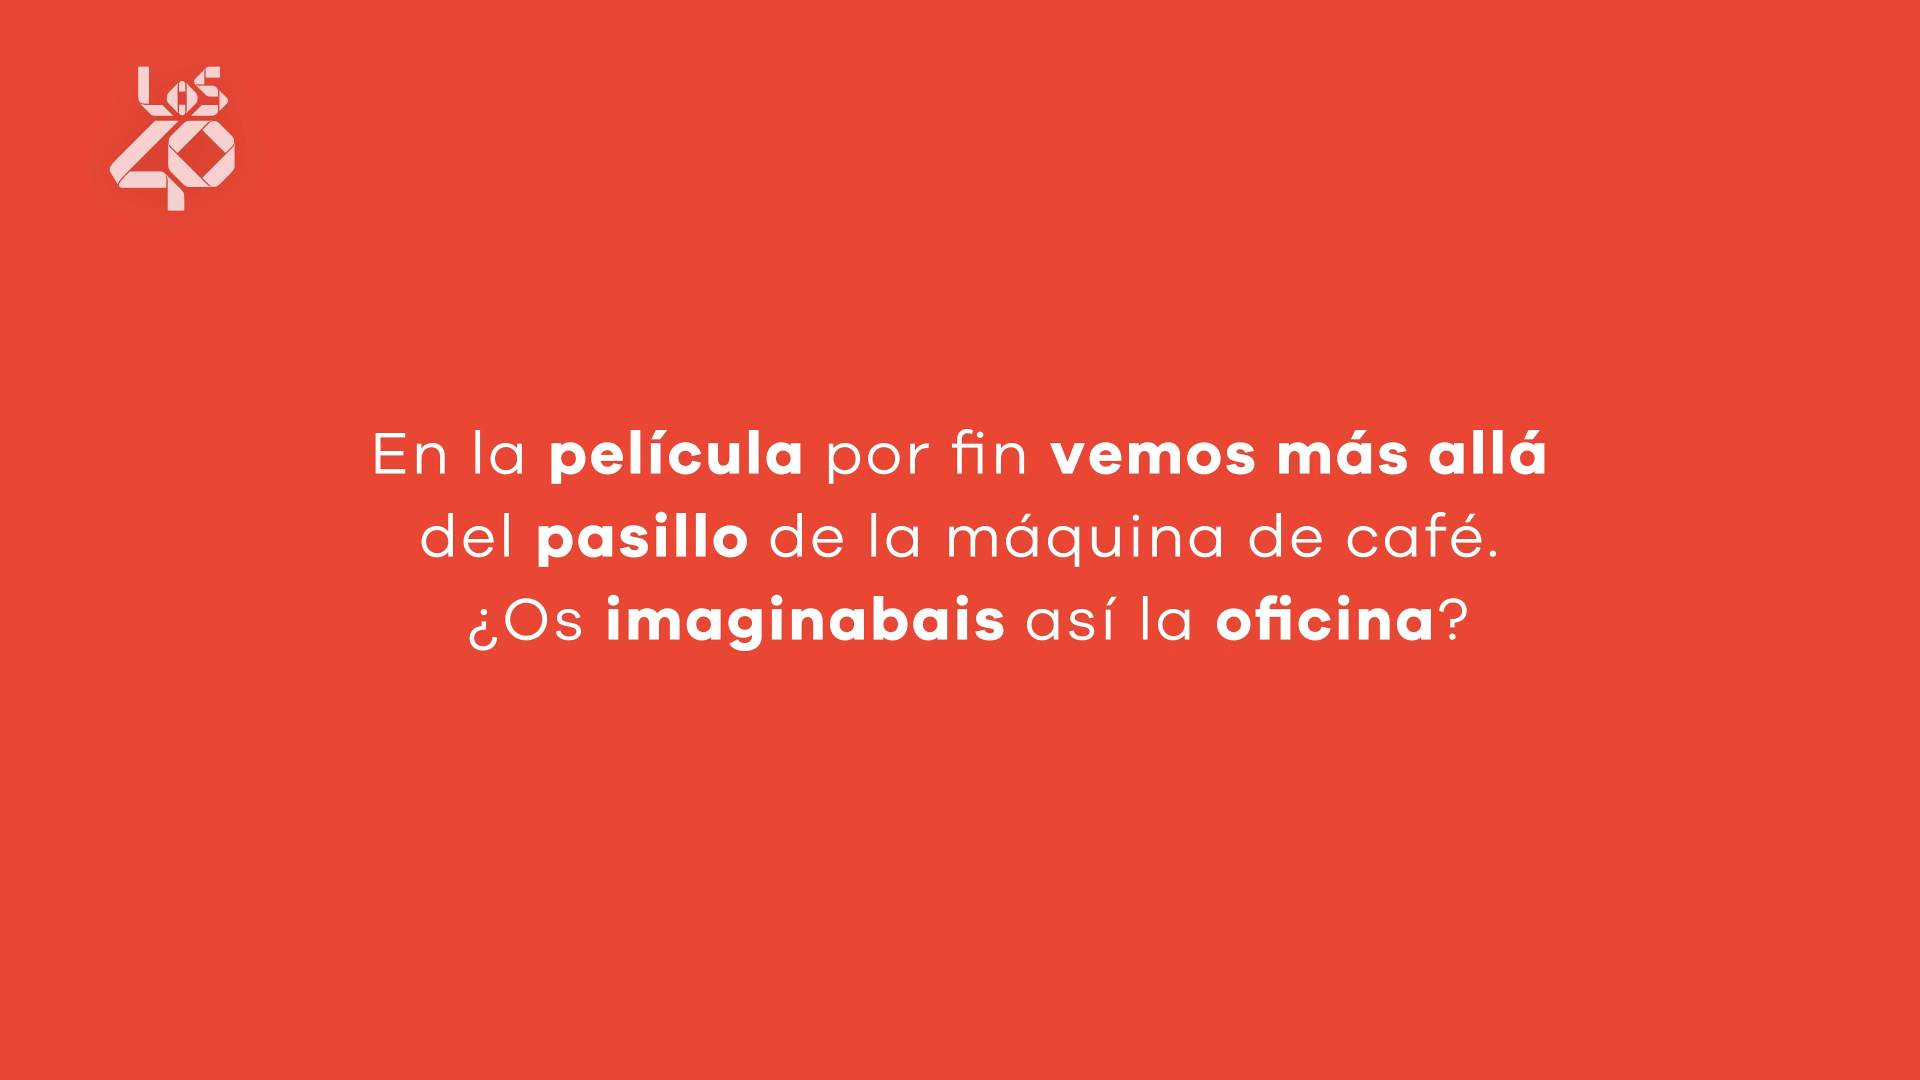 LOS
40
En la película por fin vemos más allá
del pasillo de la máquina de café.
¿Os imaginabais así la oficina?